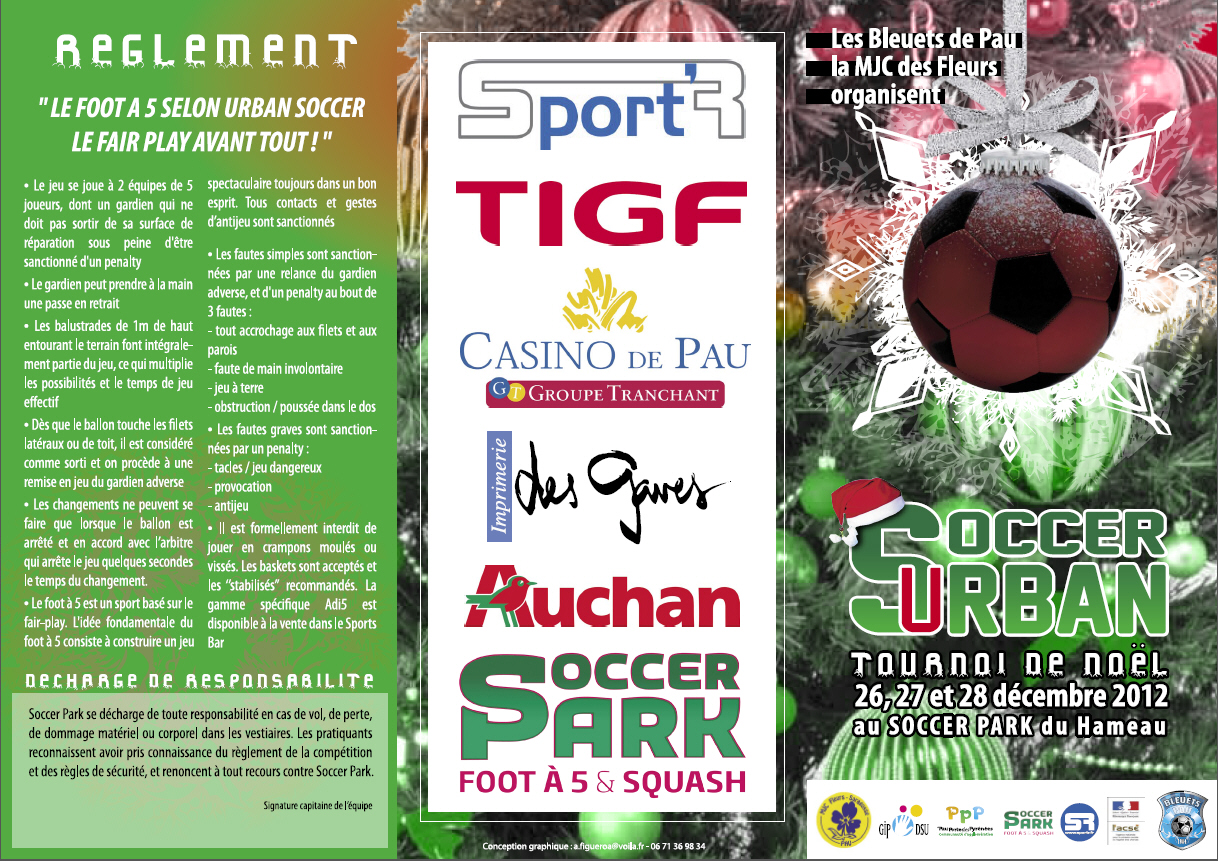 REGLEMENT
" LE FOOT A 5 SELON URBAN SOCCER
LE FAIR PLAY AVANT TOUT ! "
• Le jeu se joue à 2 équipes de 5
joueurs, dont un gardien qui ne
doit pas sortir de sa surface de
réparation sous peine d'être
sanctionné d'un penalty
• Le gardien peut prendre à la main
une passe en retrait
• Les balustrades de 1m de haut
entourant le terrain font intégrale-
ment partie du jeu, ce qui multiplie
les possibilités et le temps de jeu
effectif
• Dès que le ballon touche les filets
latéraux ou de toit, il est considéré
comme sorti et on procède à une
remise en jeu du gardien adverse
• Les changements ne peuvent se
faire que lorsque le ballon est
arrêté et en accord avec l'arbitre
qui arrête le jeu quelques secondes
le temps du changement.
• Le foot à 5 est un sport basé sur le
fair-play. L'idée fondamentale du
foot à 5 consiste à construire un jeu
spectaculaire toujours dans un bon
esprit. Tous contacts et gestes
d'antijeu sont sanctionnés
• Les fautes simples sont sanction-
nées par une relance du gardien
adverse, et d'un penalty au bout de
3 fautes :
- tout accrochage aux filets et aux
parois
- faute de main involontaire
- jeu à terre
- obstruction / poussée dans le dos
• Les fautes graves sont sanction-
nées par un penalty :
- tacles / jeu dangereux
- provocation
- antijeu
• Il est formellement interdit de
jouer en crampons moulés ou
vissés. Les baskets sont acceptés et
les "stabilisés" recommandés. La
gamme spécifique Adi5 est
disponible à la vente dans le Sports
Bar
DECHARGE DE RESPONSABILITE
Soccer Park se décharge de toute responsabilité en cas de vol, de perte,
de dommage matériel ou corporel dans les vestiaires. Les pratiquants
reconnaissent avoir pris connaissance du règlement de la compétition
et des règles de sécurité, et renoncent à tout recours contre Soccer Park.
Signature capitaine de l'équipe
Sport'R
TIGF
CASINO DE PAU
GT GROUPE TRANCHANT
Imprimerie
des Gaves
Auchan
SOCCER
PARK
FOOT À 5 & SQUASH
Conception graphique : a.figueroa@voila.fr - 06 71 36 98 34
Les Bleuets de Pau
la MJC des Fleurs
organisent
SOCCER
URBAN
TOURNOI DE NOËL
26, 27 et 28 décembre 2012
au SOCCER PARK du Hameau
PAU
gip DSU
PPP
Pau Porte des Pyrénées
SOCCER
PARK
FOOT À 5 & SQUASH
SR
l'acsé
BLEUETS